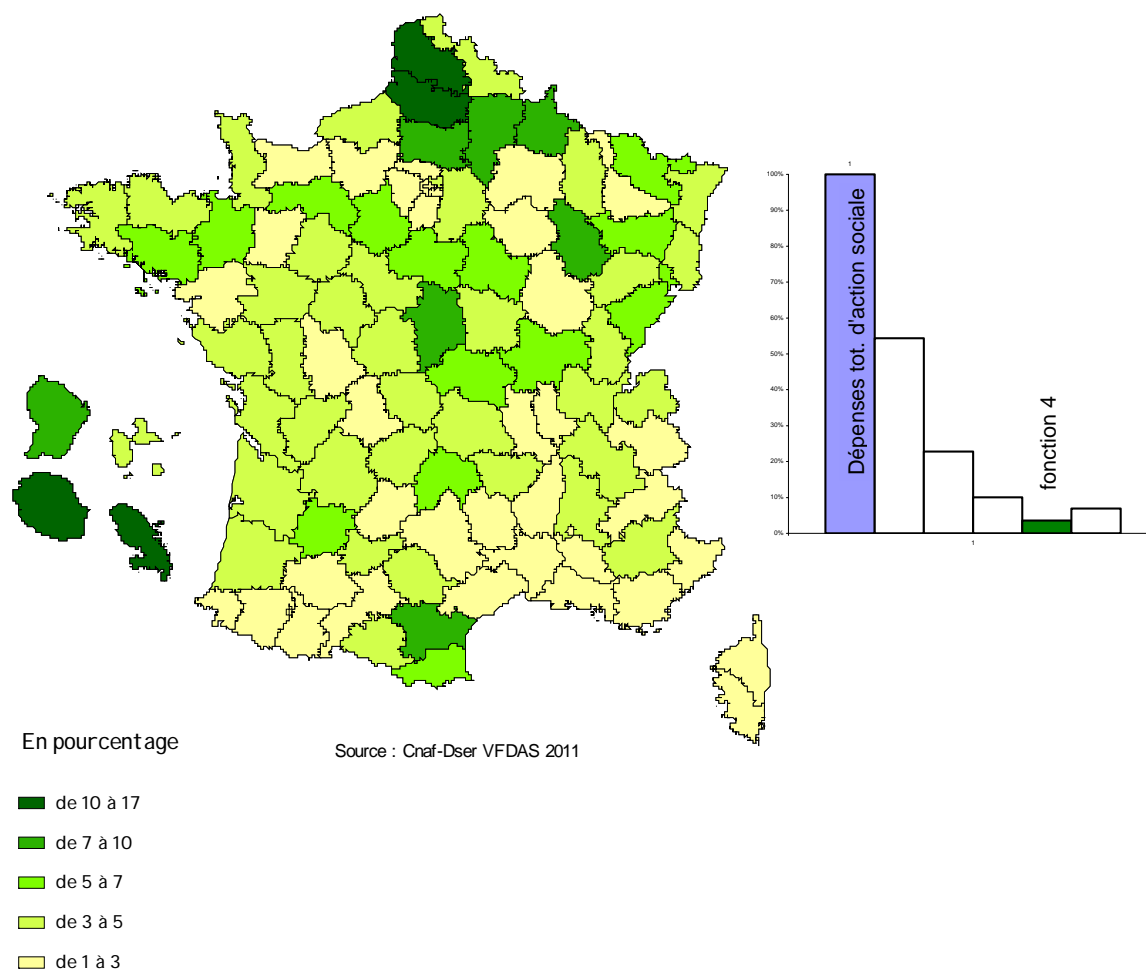 1
100%
90%
80%
70%
60%
50%
40%
30%
20%
10%
0%
1
Dépenses tot. d'action sociale
fonction 4
En pourcentage
Source : Cnaf-Dser VFDAS 2011
de 10 à 17
de 7 à 10
de 5 à 7
de 3 à 5
de 1 à 3